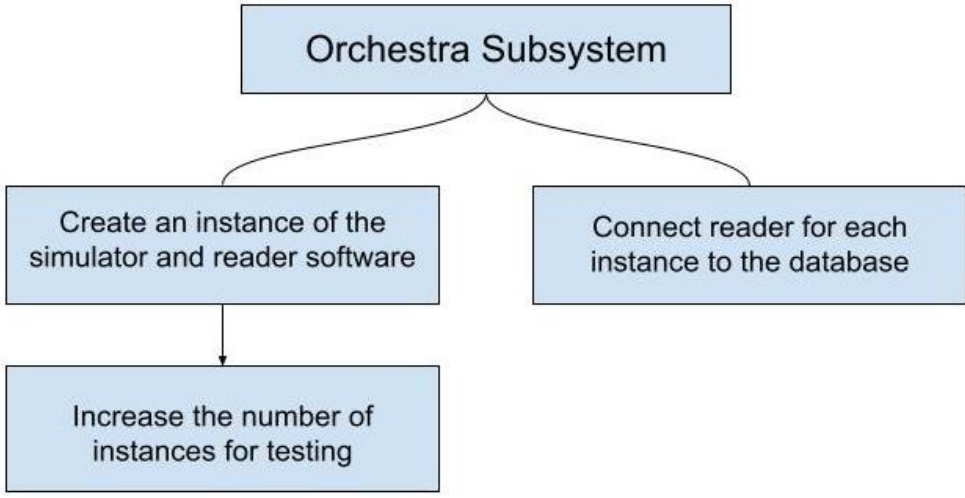 Orchestra Subsystem
Create an instance of the
simulator and reader software
Connect reader for each
instance to the database
Increase the number of
instances for testing